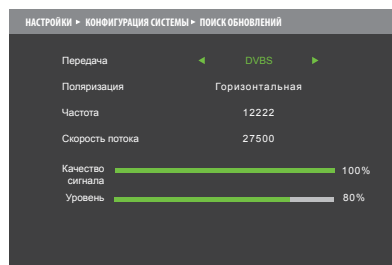 НАСТРОЙКИ ► КОНФИГУРАЦИЯ СИСТЕМЫ ► ПОИСК ОБНОВЛЕНИЙ
Передача ◄ DVBS ►
Поляризация Горизонтальная
Частота 12222
Скорость потока 27500
Качество
сигнала 100%
Уровень 80%